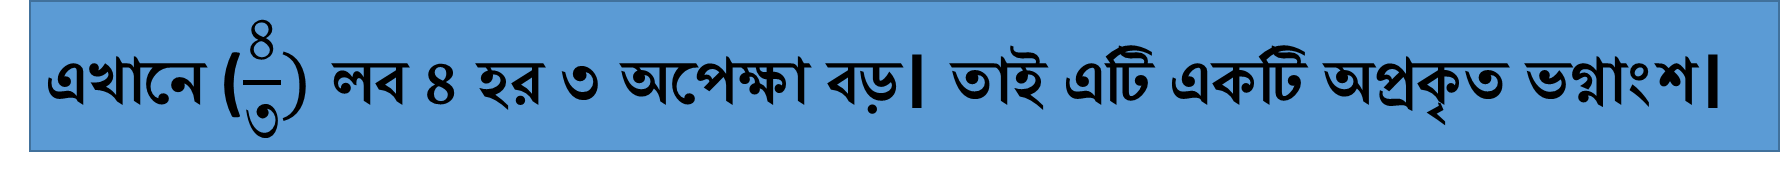 এখানে (৪/৩) লব ৪ হর ৩ অপেক্ষা বড়। তাই এটি একটি অপ্রকৃত ভগ্নাংশ।